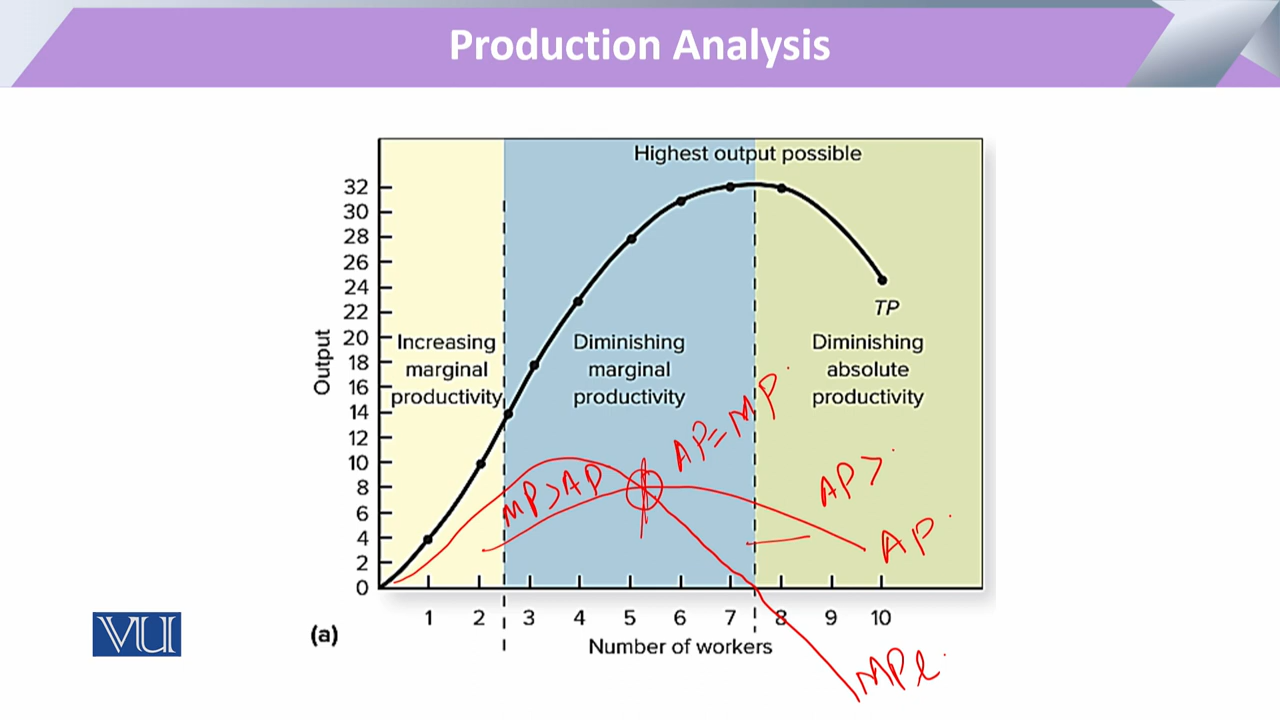 Production Analysis
Highest output possible
32
30
28
26
24
22
20
18
16
14
12
10
8
6
4
2
0
Output
TP
Increasing
marginal
productivity
Diminishing
marginal
productivity
Diminishing
absolute
productivity
AP=MP
MP>AP
AP>
AP
1 2 3 4 5 6 7 8 9 10
Number of workers
(a)
VU
MPl